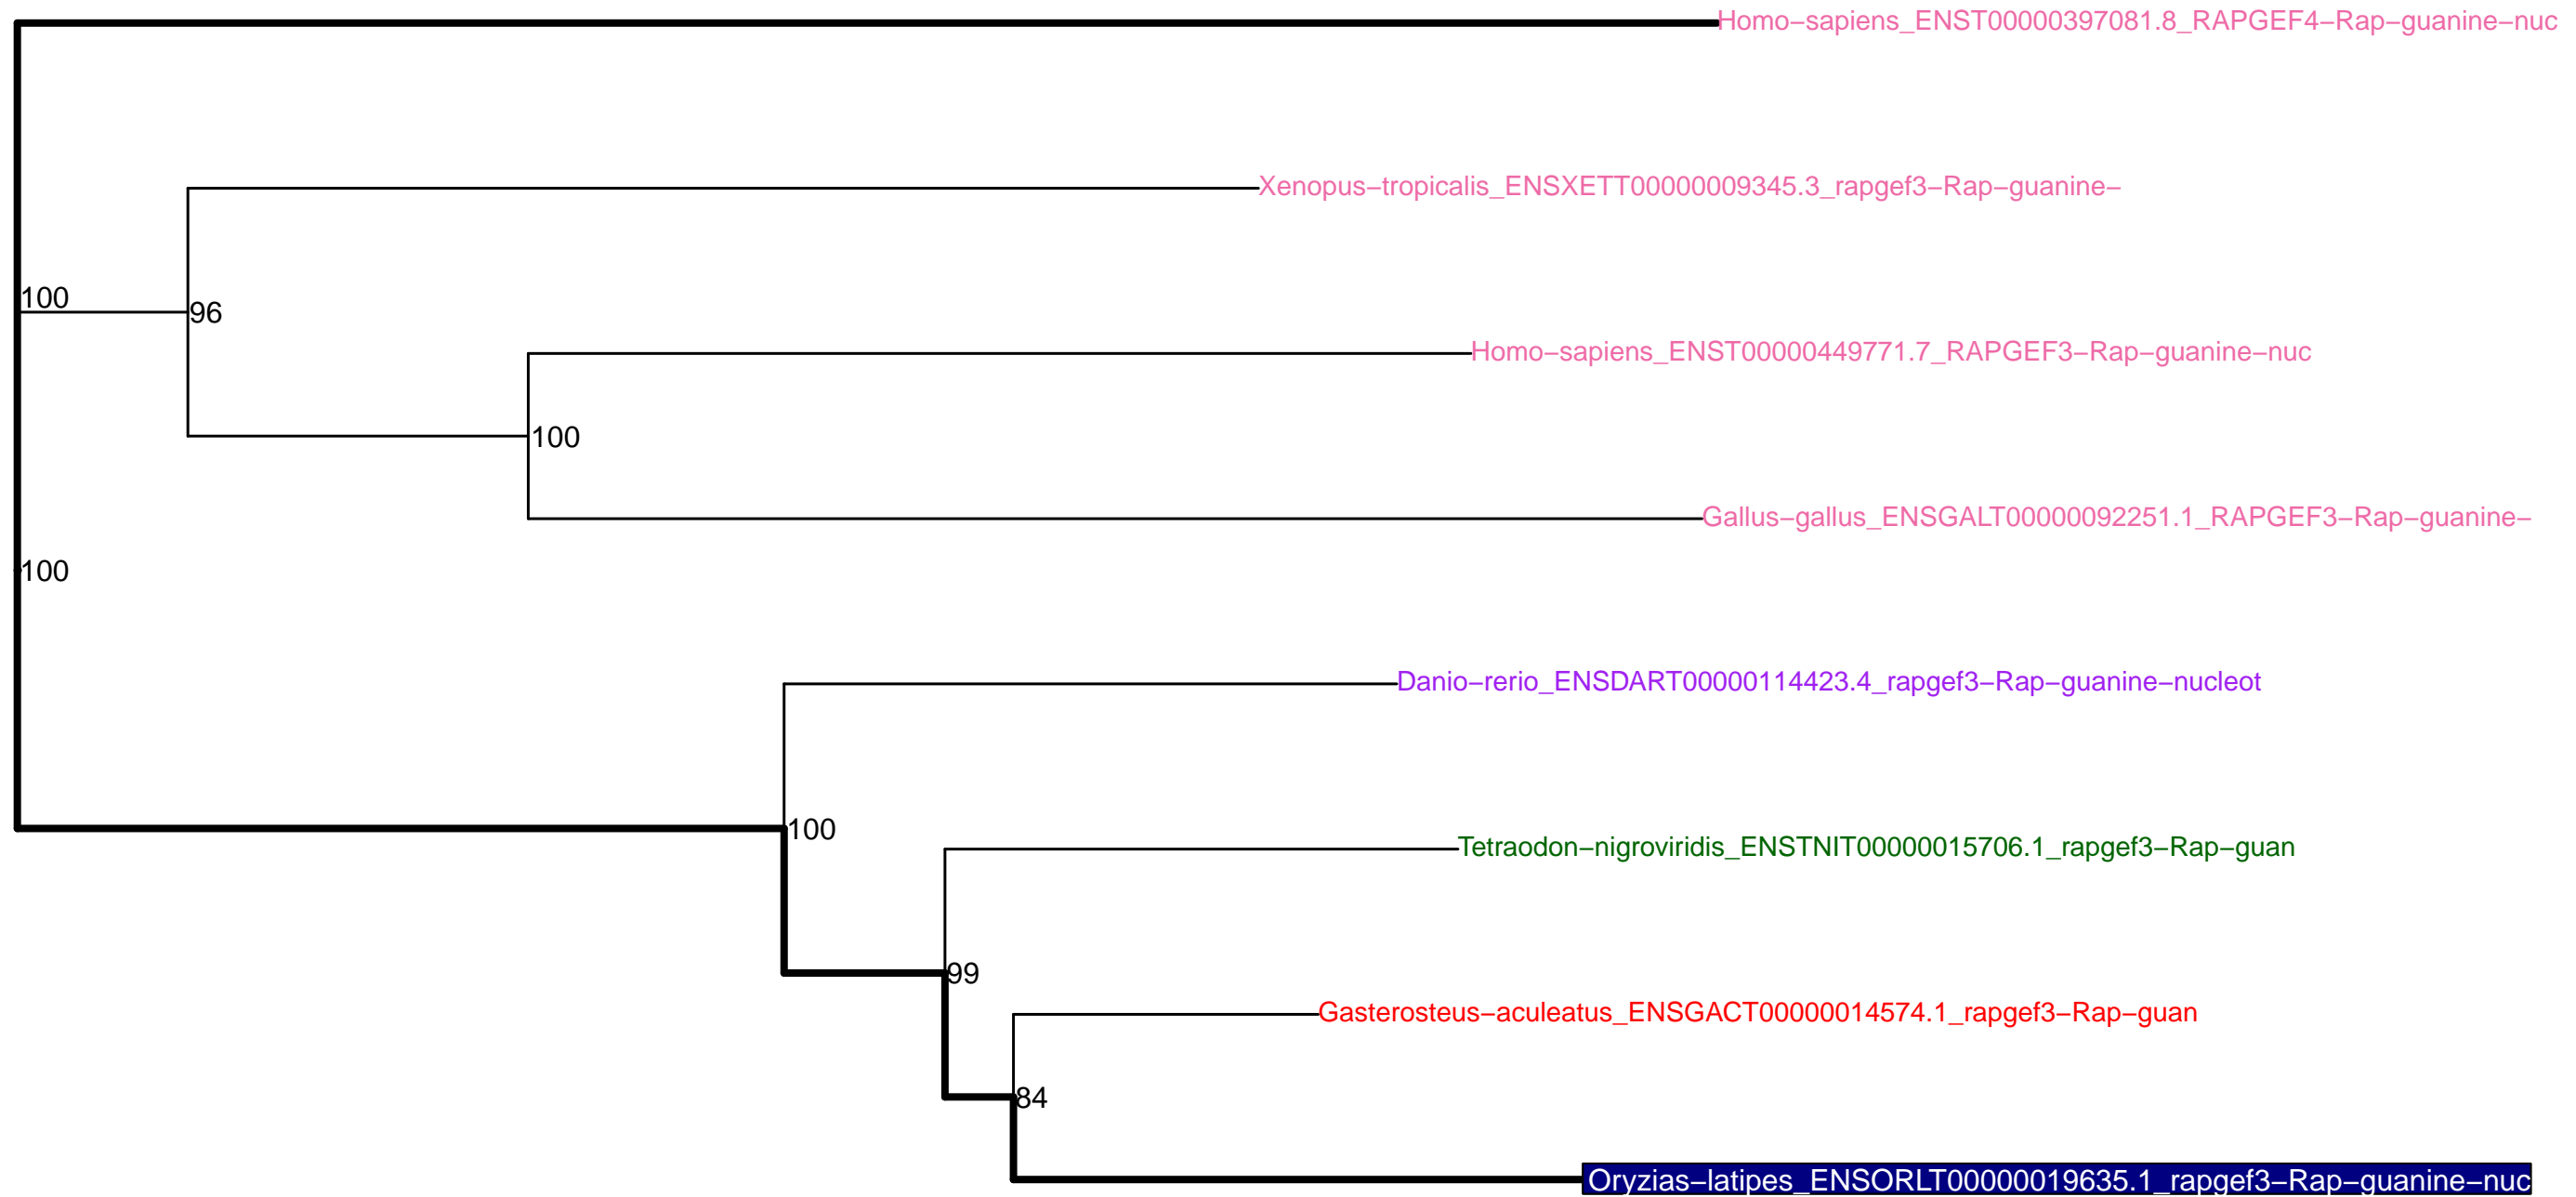 Homo−sapiens_ENST00000397081.8_RAPGEF4−Rap−guanine−nuc
Xenopus−tropicalis_ENSXETT00000009345.3_rapgef3−Rap−guanine−
100
96
Homo−sapiens_ENST00000449771.7_RAPGEF3−Rap−guanine−nuc
100
Gallus−gallus_ENSGALT00000092251.1_RAPGEF3−Rap−guanine−
100
Danio−rerio_ENSDART00000114423.4_rapgef3−Rap−guanine−nucleot
100
Tetraodon−nigroviridis_ENSTNIT00000015706.1_rapgef3−Rap−guan
99
Gasterosteus−aculeatus_ENSGACT00000014574.1_rapgef3−Rap−guan
84
Oryzias−latipes_ENSORLT00000019635.1_rapgef3−Rap−guanine−nuc